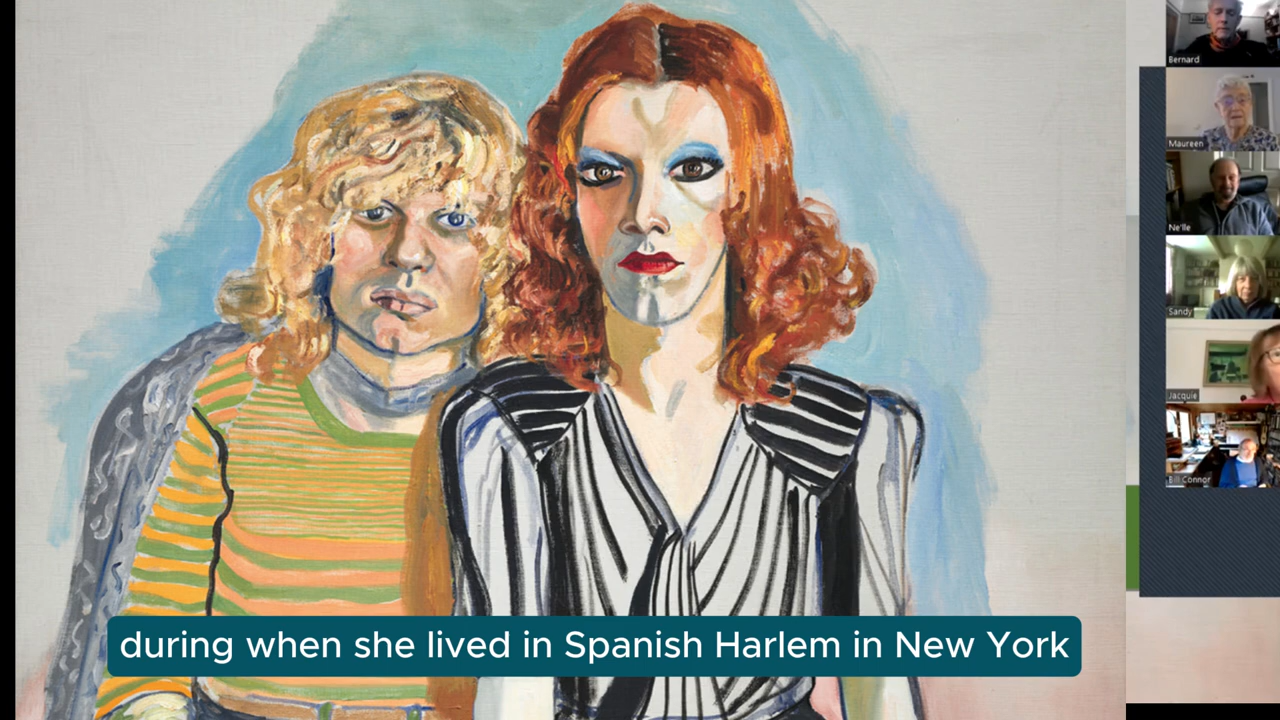 Bernard
Maureen
Ne'lle
Sandy
Jacquie
Bill Connor
during when she lived in Spanish Harlem in New York